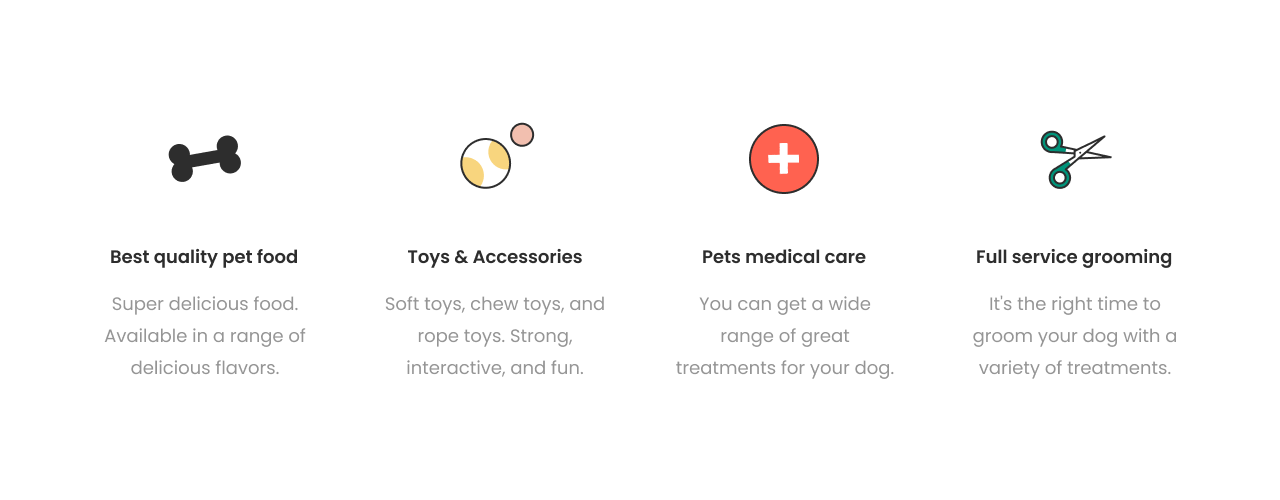 Best quality pet food
Super delicious food.
Available in a range of
delicious flavors.
Toys & Accessories
Soft toys, chew toys, and
rope toys. Strong,
interactive, and fun.
Pets medical care
You can get a wide
range of great
treatments for your dog.
Full service grooming
It's the right time to
groom your dog with a
variety of treatments.